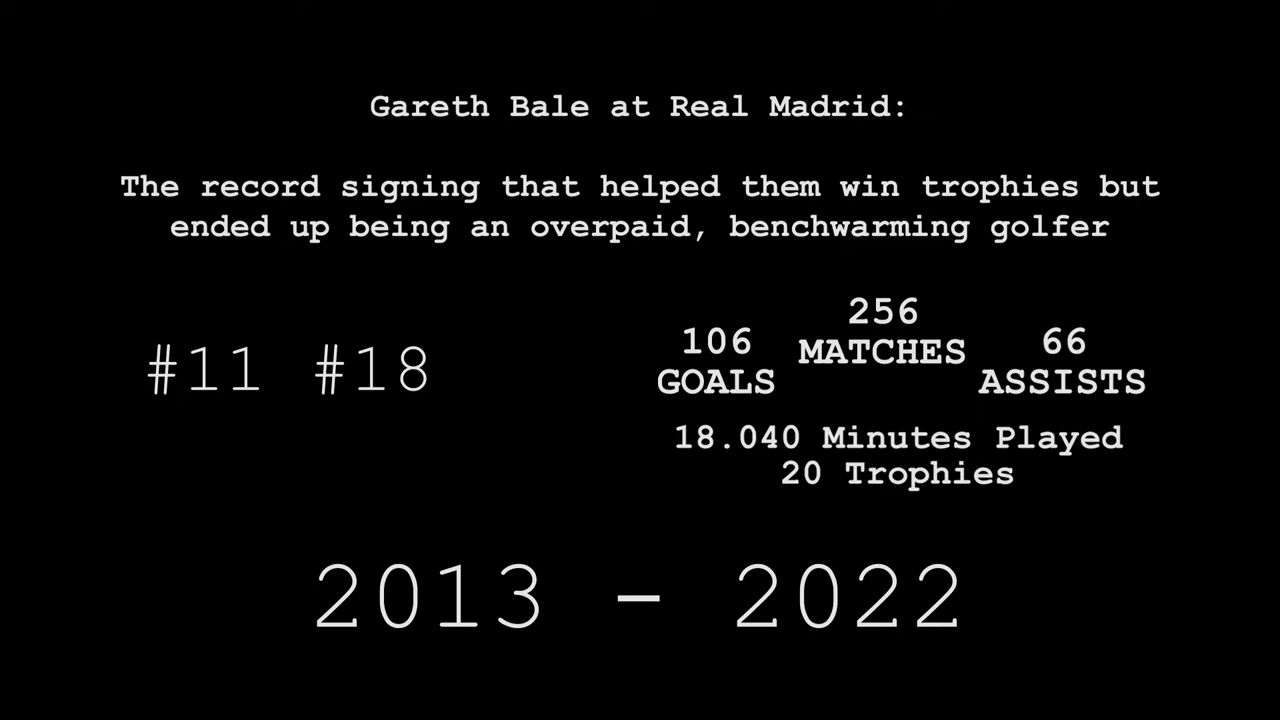 Gareth Bale at Real Madrid:
The record signing that helped them win trophies but
ended up being an overpaid, benchwarming golfer
#11 #18
106
GOALS
256
MATCHES
66
ASSISTS
18.040 Minutes Played
20 Trophies
2013 - 2022